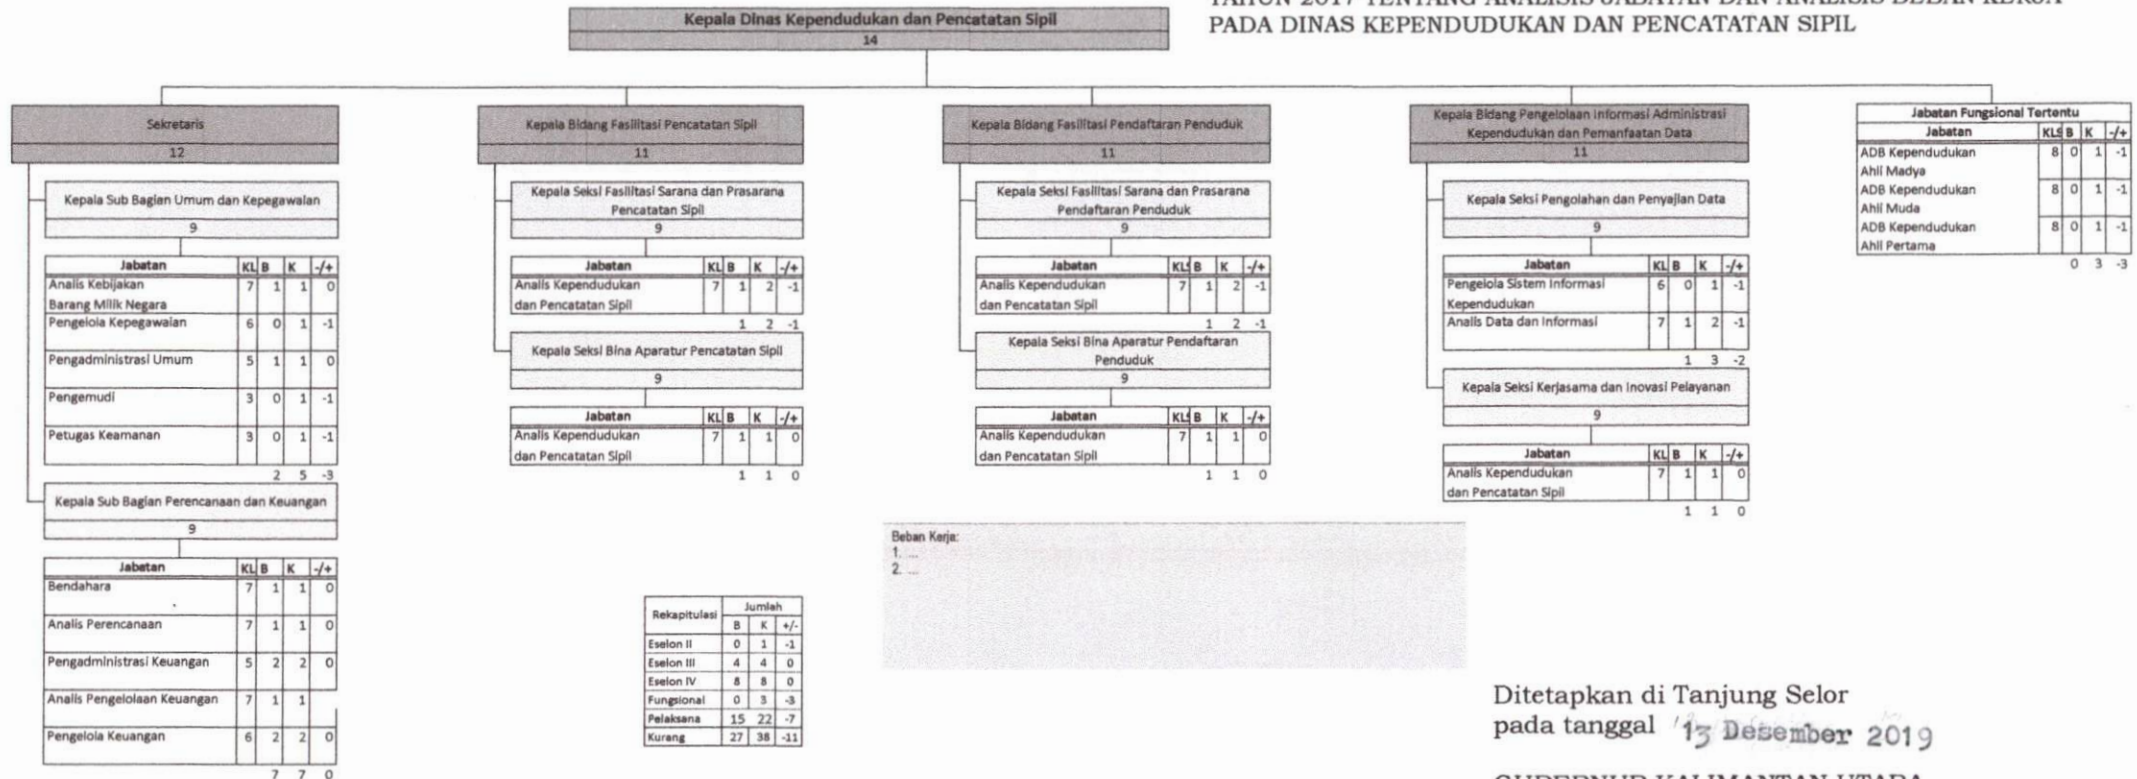 TAHUN 2017 TENTANG ANALISIS JABATAN DAN ANALISIS BEBAN KERJA
PADA DINAS KEPENDUDUKAN DAN PENCATATAN SIPIL
Kepala Dinas Kependudukan dan Pencatatan Sipil
14
Sekretaris
12
Kepala Sub Bagian Umum dan Kepegawaian
9
Jabatan KL B K -/+
Analis Kebijakan 7 1 1 0
Barang Milik Negara
Pengelola Kepegawaian 6 0 1 -1
Pengadministrasi Umum 5 1 1 0
Pengemudi 3 0 1 -1
Petugas Keamanan 3 0 1 -1
2 5 -3
Kepala Sub Bagian Perencanaan dan Keuangan
9
Jabatan KL B K -/+
Bendahara 7 1 1 0
Analis Perencanaan 7 1 1 0
Pengadministrasi Keuangan 5 2 2 0
Analis Pengelolaan Keuangan 7 1 1
Pengelola Keuangan 6 2 2 0
7 7 0
Kepala Bidang Fasilitasi Pencatatan Sipil
11
Kepala Seksi Fasilitasi Sarana dan Prasarana
Pencatatan Sipil
9
Jabatan KL B K -/+
Analis Kependudukan 7 1 2 -1
dan Pencatatan Sipil
1 2 -1
Kepala Seksi Bina Aparatur Pencatatan Sipil
9
Jabatan KL B K -/+
Analis Kependudukan 7 1 1 0
dan Pencatatan Sipil
1 1 0
Kepala Bidang Fasilitasi Pendaftaran Penduduk
11
Kepala Seksi Fasilitasi Sarana dan Prasarana
Pendaftaran Penduduk
9
Jabatan KLS B K -/+
Analis Kependudukan 7 1 2 -1
dan Pencatatan Sipil
1 2 -1
Kepala Seksi Bina Aparatur Pendaftaran
Penduduk
9
Jabatan KLS B K -/+
Analis Kependudukan 7 1 1 0
dan Pencatatan Sipil
1 1 0
Kepala Bidang Pengelolaan Informasi Administrasi
Kependudukan dan Pemanfaatan Data
11
Kepala Seksi Pengolahan dan Penyajian Data
9
Jabatan KL B K -/+
Pengelola Sistem Informasi 6 0 1 -1
Kependudukan
Analis Data dan Informasi 7 1 2 -1
1 3 -2
Kepala Seksi Kerjasama dan Inovasi Pelayanan
9
Jabatan KL B K -/+
Analis Kependudukan 7 1 1 0
dan Pencatatan Sipil
1 1 0
Jabatan Fungsional Tertentu
Jabatan KLS B K -/+
ADB Kependudukan 8 0 1 -1
Ahli Madya
ADB Kependudukan 8 0 1 -1
Ahli Muda
ADB Kependudukan 8 0 1 -1
Ahli Pertama
0 3 -3
Rekapitulasi Jumlah
B K +/-
Eselon II 0 1 -1
Eselon III 4 4 0
Eselon IV 8 8 0
Fungsional 0 3 -3
Pelaksana 15 22 -7
Kurang 27 38 -11
Beban Kerja:
1. ...
2. ...
Ditetapkan di Tanjung Selor
pada tanggal 13 Desember 2019
GUBERNUR KALIMANTAN UTARA